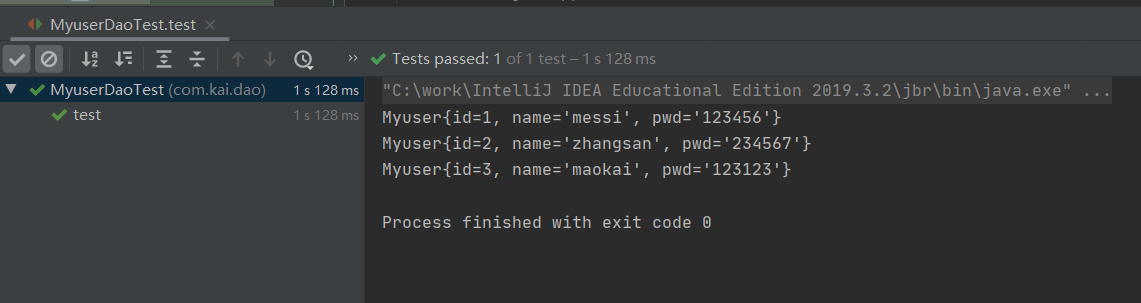 MyuserDaoTest.test
Tests passed: 1 of 1 test – 1 s 128 ms
MyuserDaoTest (com.kai.dao) 1 s 128 ms
test 1 s 128 ms
"C:\work\IntelliJ IDEA Educational Edition 2019.3.2\jbr\bin\java.exe" ...
Myuser{id=1, name='messi', pwd='123456'}
Myuser{id=2, name='zhangsan', pwd='234567'}
Myuser{id=3, name='maokai', pwd='123123'}
Process finished with exit code 0